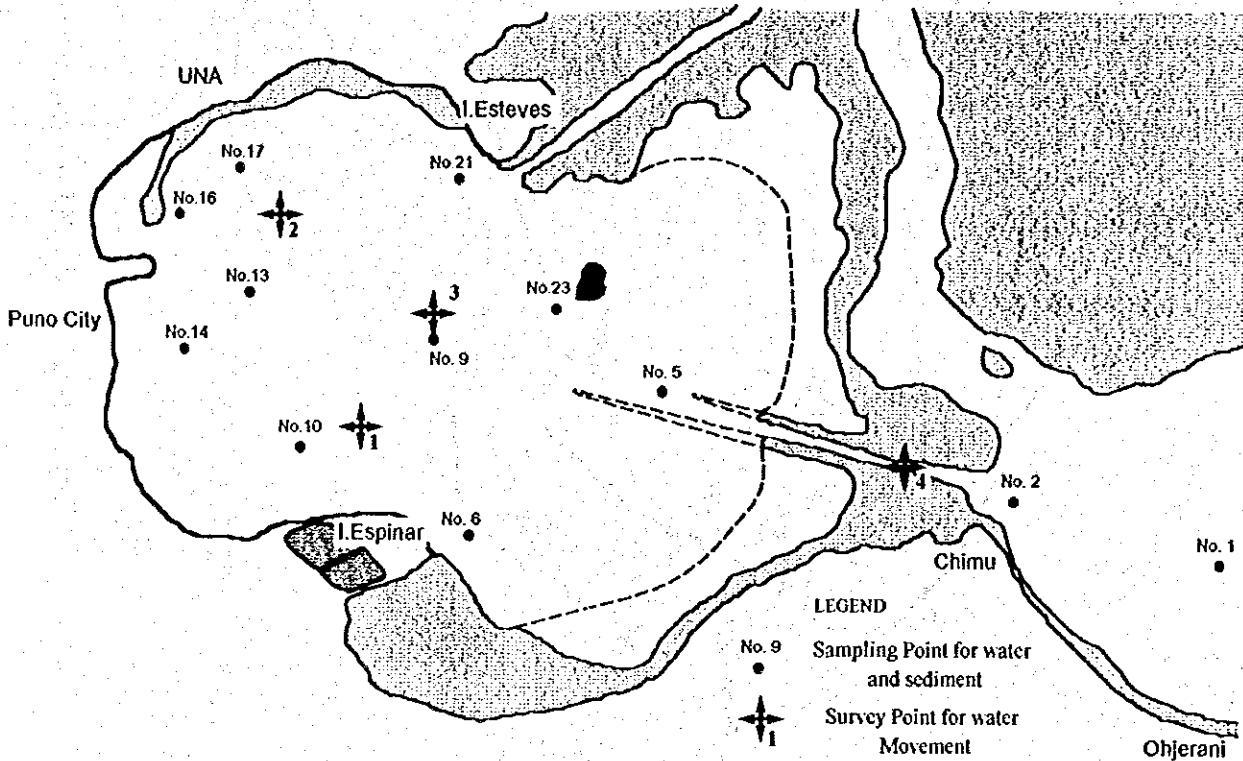 UNA
I.Esteves
No.17
No.21
No.16
2
No.13
3
No.23
Puno City
No.14
No. 9
No. 5
No.10
1
4
No. 2
No. 6
I.Espinar
Chimu
No. 1
LEGEND
No. 9
Sampling Point for water
and sediment
1
Survey Point for water
Movement
Ohjerani